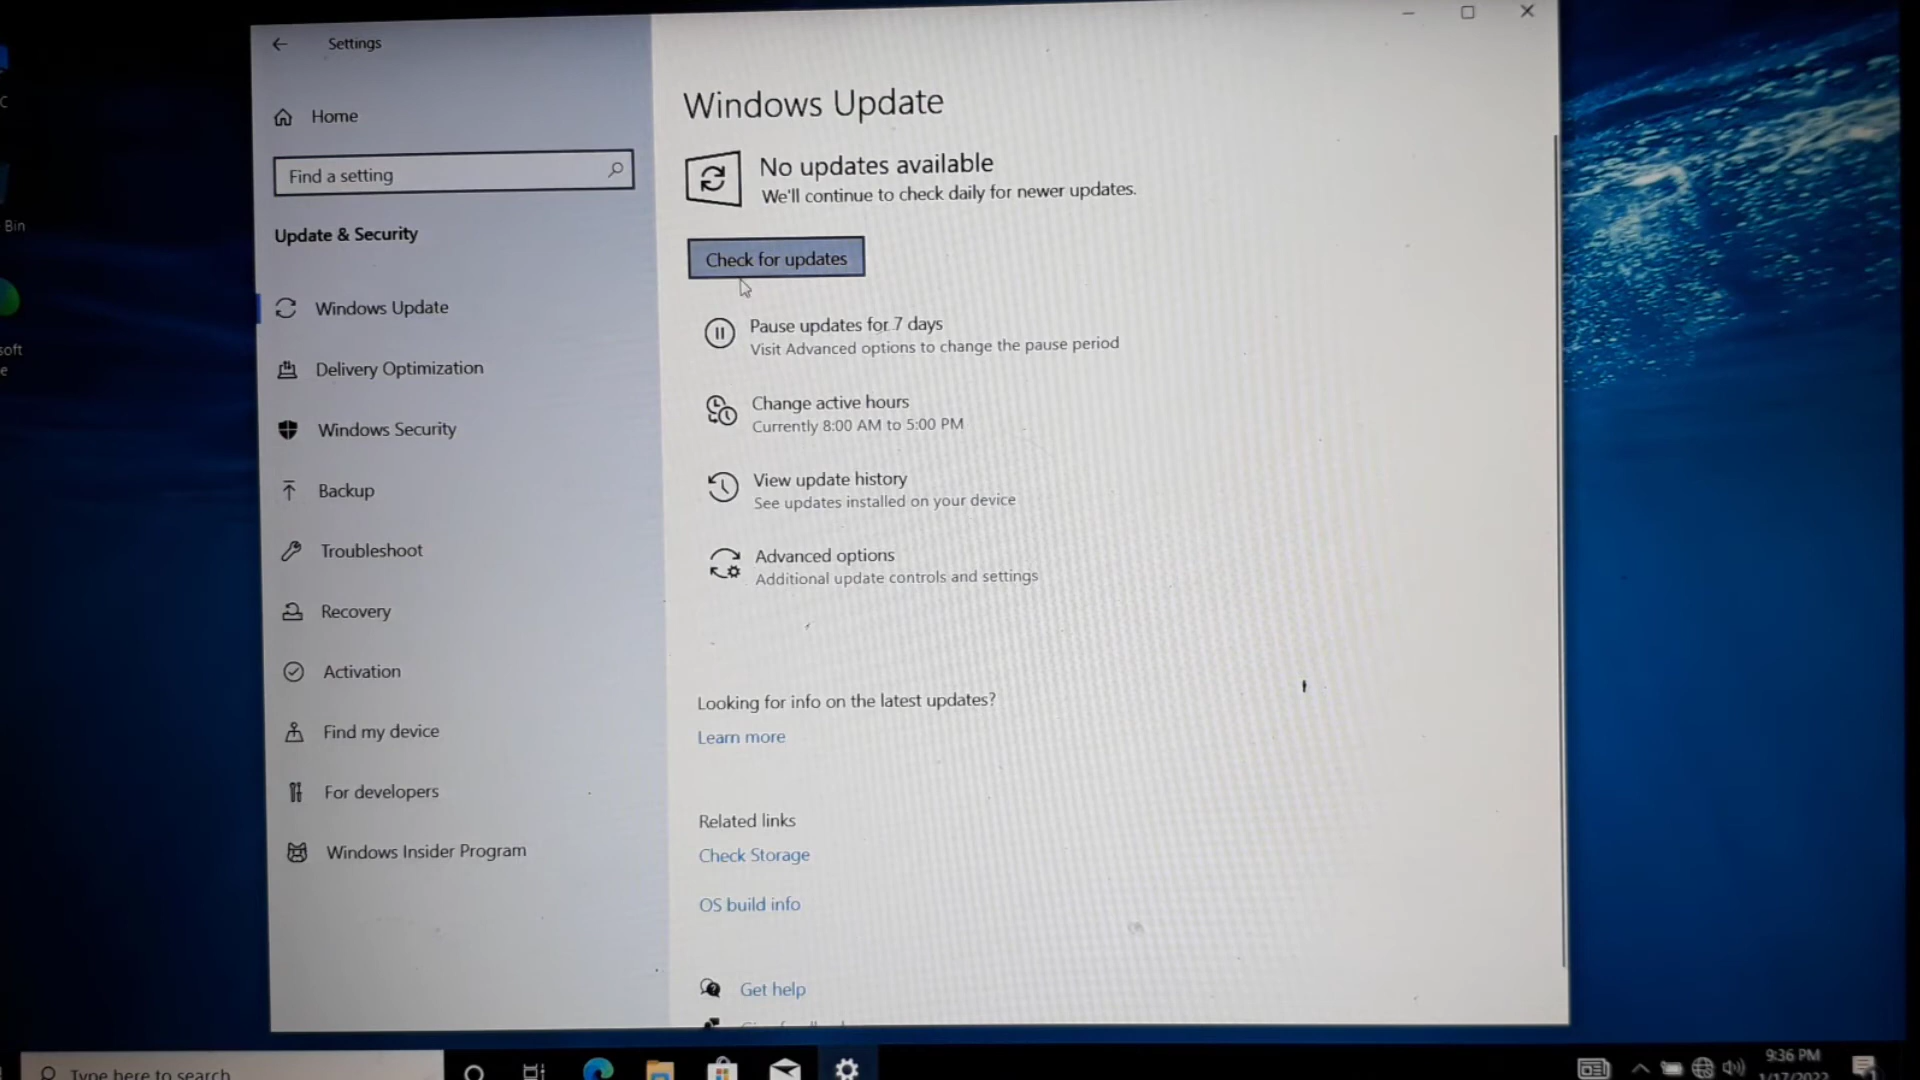 Settings
Home
Find a setting
Update & Security
Windows Update
Delivery Optimization
Windows Security
Backup
Troubleshoot
Recovery
Activation
Find my device
For developers
Windows Insider Program
Windows Update
No updates available
We'll continue to check daily for newer updates.
Check for updates
Pause updates for 7 days
Visit Advanced options to change the pause period
Change active hours
Currently 8:00 AM to 5:00 PM
View update history
See updates installed on your device
Advanced options
Additional update controls and settings
Looking for info on the latest updates?
Learn more
Related links
Check Storage
OS build info
Get help
C
Bin
soft
e
Type here to search
9:36 PM